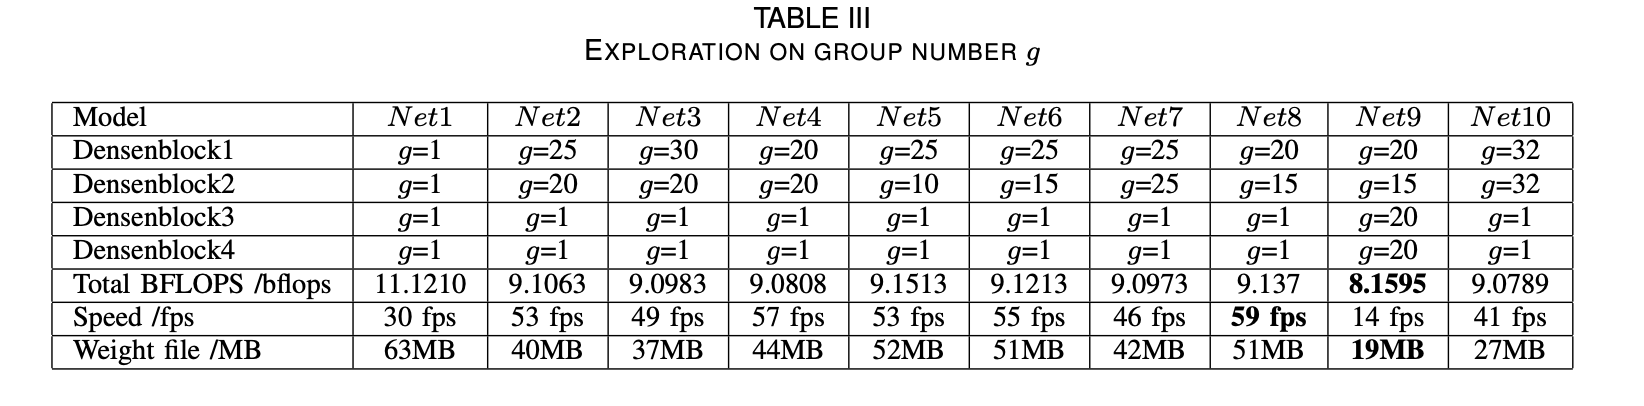 TABLE III
EXPLORATION ON GROUP NUMBER g
Model Net1 Net2 Net3 Net4 Net5 Net6 Net7 Net8 Net9 Net10
Densenblock1 g=1 g=25 g=30 g=20 g=25 g=25 g=25 g=20 g=20 g=32
Densenblock2 g=1 g=20 g=20 g=20 g=10 g=15 g=25 g=15 g=15 g=32
Densenblock3 g=1 g=1 g=1 g=1 g=1 g=1 g=1 g=1 g=20 g=1
Densenblock4 g=1 g=1 g=1 g=1 g=1 g=1 g=1 g=1 g=20 g=1
Total BFLOPS /bflops 11.1210 9.1063 9.0983 9.0808 9.1513 9.1213 9.0973 9.137 8.1595 9.0789
Speed /fps 30 fps 53 fps 49 fps 57 fps 53 fps 55 fps 46 fps 59 fps 14 fps 41 fps
Weight file /MB 63MB 40MB 37MB 44MB 52MB 51MB 42MB 51MB 19MB 27MB